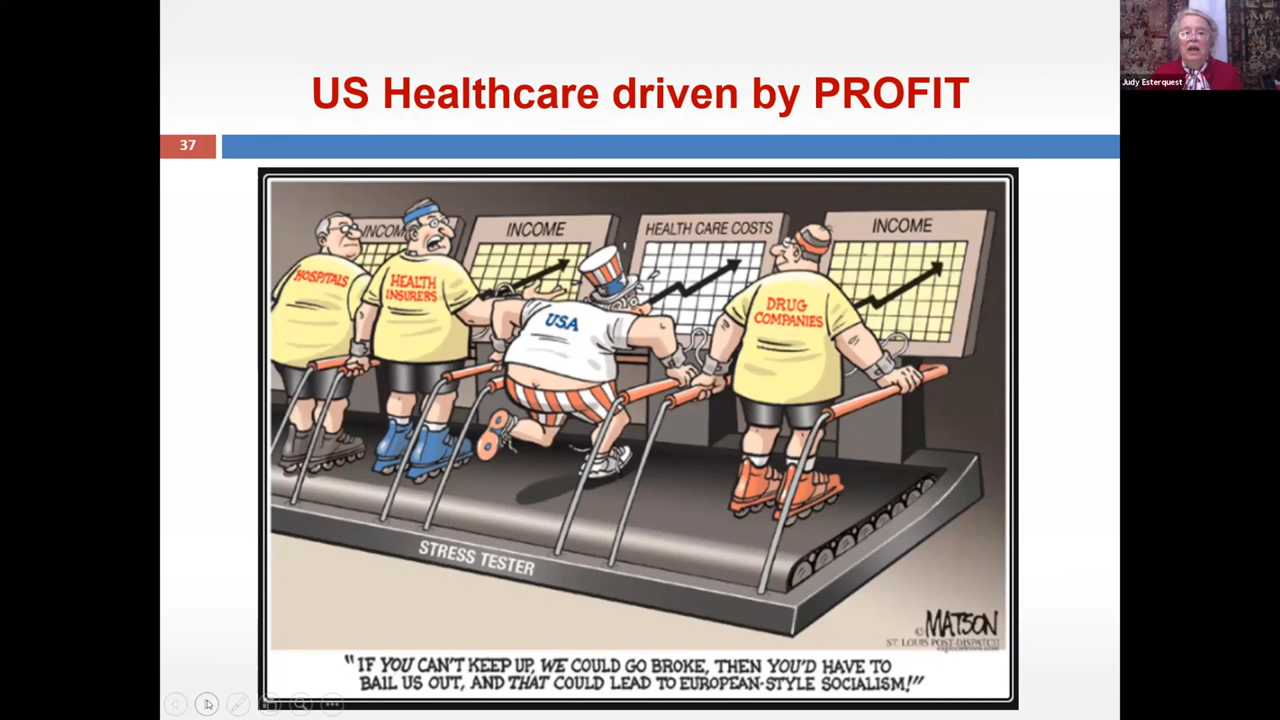 US Healthcare driven by PROFIT
Judy Esterquest
37
INCOM
INCOME
HEALTH CARE COSTS
INCOME
HOSPITALS
HEALTH
INSURERS
USA
DRUG
COMPANIES
STRESS TESTER
© MATSON
ST. LOUIS POST-DISPATCH
"IF YOU CAN'T KEEP UP, WE COULD GO BROKE, THEN YOU'D HAVE TO
BAIL US OUT, AND THAT COULD LEAD TO EUROPEAN-STYLE SOCIALISM!"